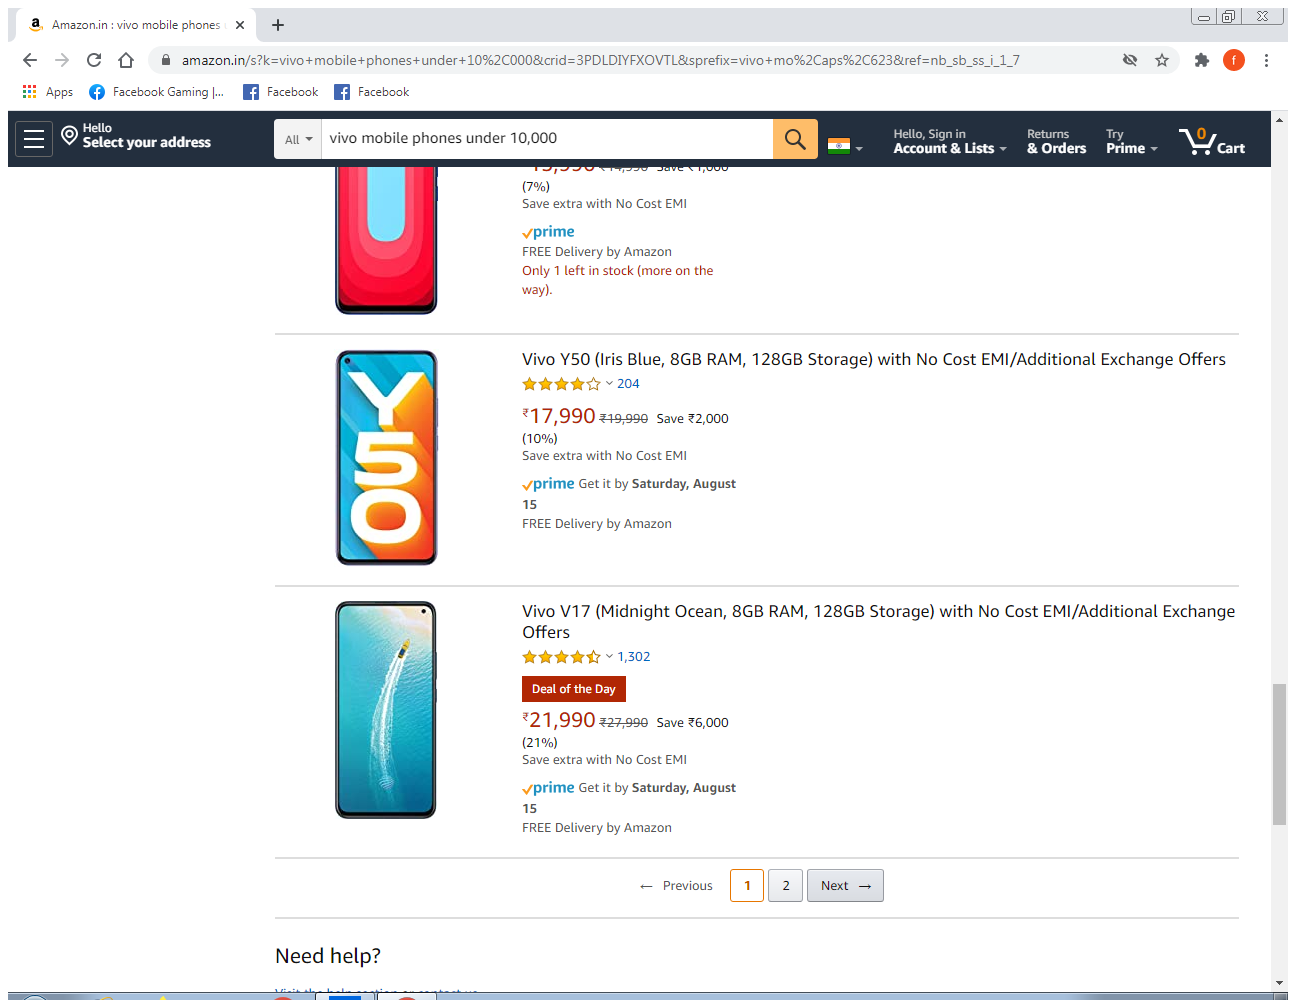 Amazon.in : vivo mobile phones
amazon.in/s?k=vivo+mobile+phones+under+10%2C000&crid=3PDLDIYFXOVTL&sprefix=vivo+mo%2Caps%2C623&ref=nb_sb_ss_i_1_7
f
Apps
Facebook Gaming |...
Facebook
Facebook
Hello
Select your address
All
vivo mobile phones under 10,000
Hello, Sign in
Account & Lists
Returns
& Orders
Try
Prime
0
Cart
(7%)
Save extra with No Cost EMI
prime
FREE Delivery by Amazon
Only 1 left in stock (more on the
way).
Y
50
Vivo Y50 (Iris Blue, 8GB RAM, 128GB Storage) with No Cost EMI/Additional Exchange Offers
204
₹17,990 ₹19,990 Save ₹2,000
(10%)
Save extra with No Cost EMI
prime Get it by Saturday, August
15
FREE Delivery by Amazon
Vivo V17 (Midnight Ocean, 8GB RAM, 128GB Storage) with No Cost EMI/Additional Exchange
Offers
1,302
Deal of the Day
₹21,990 ₹27,990 Save ₹6,000
(21%)
Save extra with No Cost EMI
prime Get it by Saturday, August
15
FREE Delivery by Amazon
← Previous 1 2 Next →
Need help?